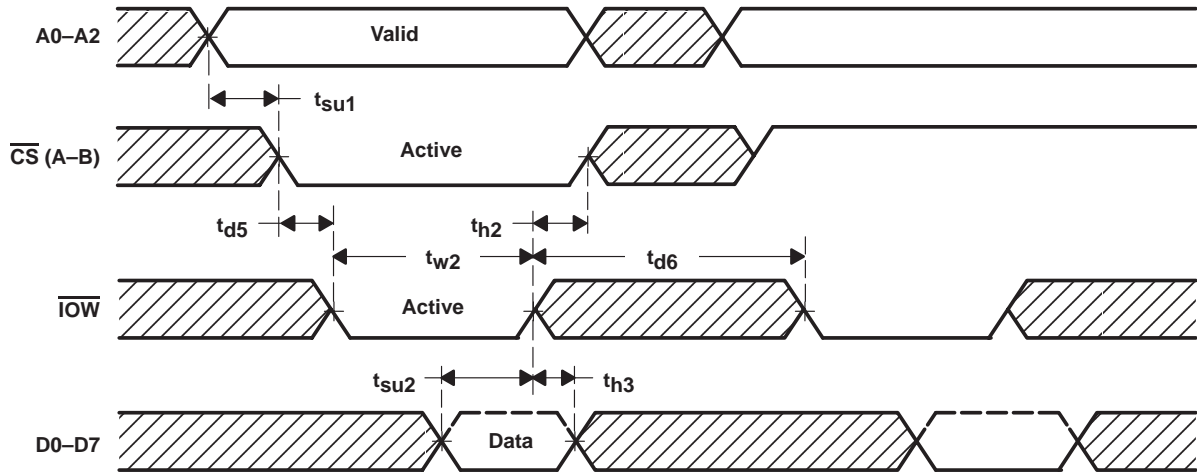 A0–A2
Valid
tsu1
CS (A–B)
Active
td5
th2
tw2
td6
IOW
Active
tsu2
th3
D0–D7
Data